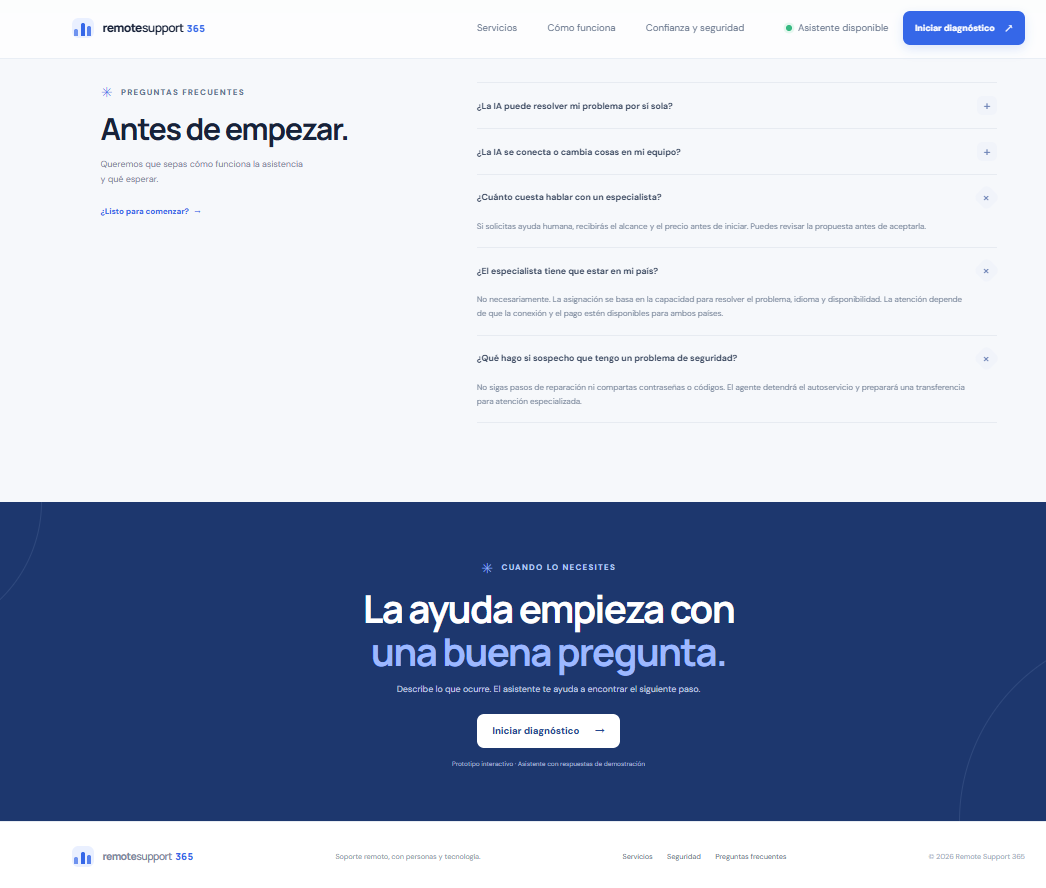 remotesupport 365
Servicios
Cómo funciona
Confianza y seguridad
Asistente disponible
Iniciar diagnóstico ↗
PREGUNTAS FRECUENTES
Antes de empezar.
Queremos que sepas cómo funciona la asistencia
y qué esperar.
¿Listo para comenzar? →
¿La IA puede resolver mi problema por sí sola?
¿La IA se conecta o cambia cosas en mi equipo?
¿Cuánto cuesta hablar con un especialista?
Si solicitas ayuda humana, recibirás el alcance y el precio antes de iniciar. Puedes revisar la propuesta antes de aceptarla.
¿El especialista tiene que estar en mi país?
No necesariamente. La asignación se basa en la capacidad para resolver el problema, idioma y disponibilidad. La atención depende
de que la conexión y el pago estén disponibles para ambos países.
¿Qué hago si sospecho que tengo un problema de seguridad?
No sigas pasos de reparación ni compartas contraseñas o códigos. El agente detendrá el autoservicio y preparará una transferencia
para atención especializada.
CUANDO LO NECESITES
La ayuda empieza con
una buena pregunta.
Describe lo que ocurre. El asistente te ayuda a encontrar el siguiente paso.
Iniciar diagnóstico →
Prototipo interactivo · Asistente con respuestas de demostración
remotesupport 365
Soporte remoto, con personas y tecnología.
Servicios
Seguridad
Preguntas frecuentes
© 2026 Remote Support 365